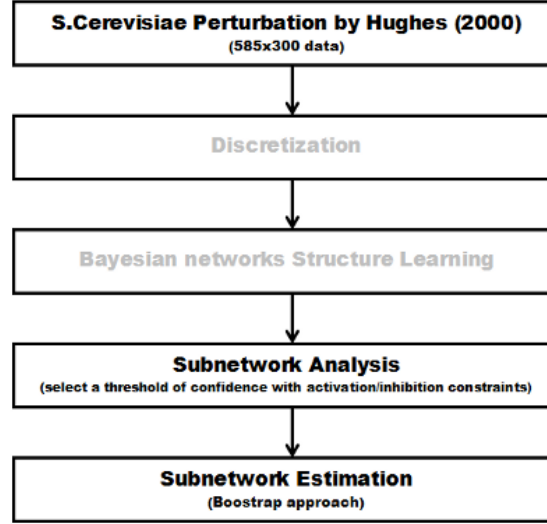 S.Cerevisiae Perturbation by Hughes (2000)
(585x300 data)
Discretization
Bayesian networks Structure Learning
Subnetwork Analysis
(select a threshold of confidence with activation/inhibition constraints)
Subnetwork Estimation
(Boostrap approach)